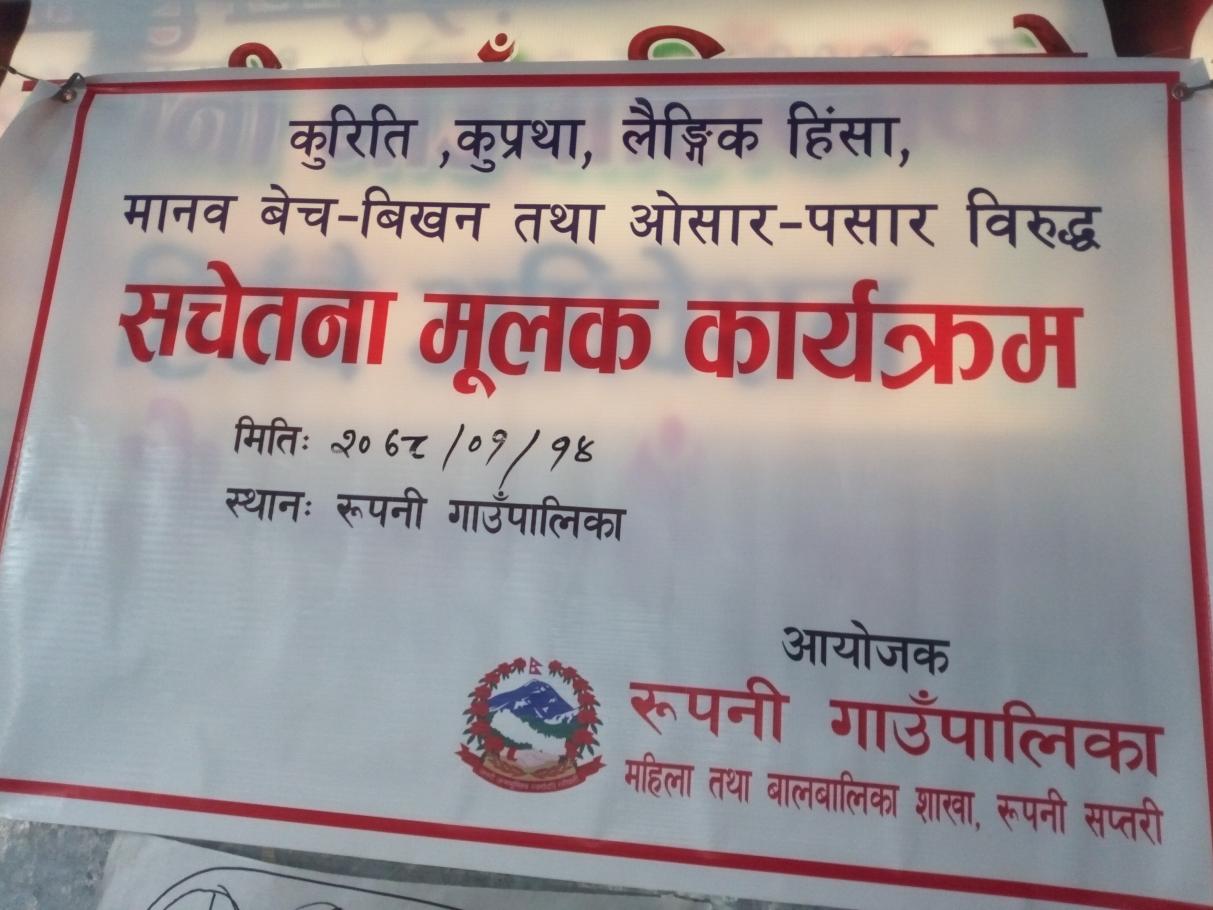 कुरिति ,कुप्रथा, लैङ्गिक हिंसा,
मानव बेच-बिखन तथा ओसार-पसार विरुद्ध
सचेतना मूलक कार्यक्रम
मितिः २०७८/०९/१४
स्थानः रूपनी गाउँपालिका
आयोजक
रूपनी गाउँपालिका
महिला तथा बालबालिका शाखा, रूपनी सप्तरी